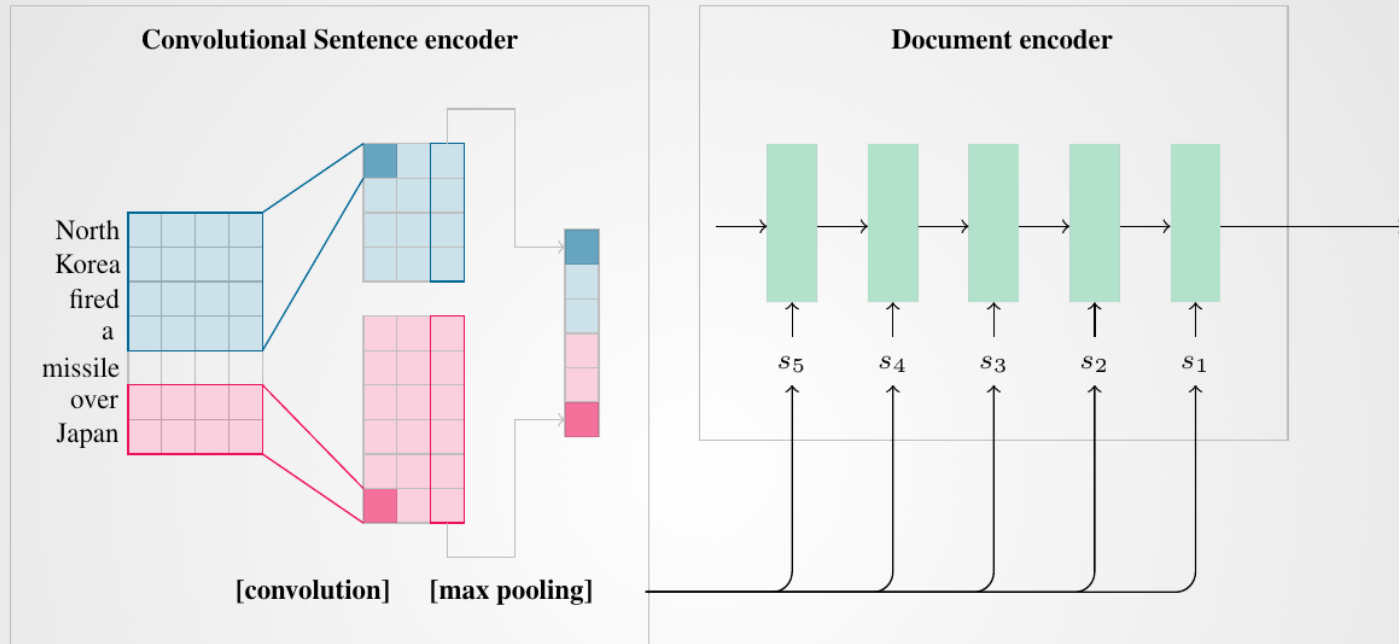 Convolutional Sentence encoder
North
Korea
fired
a
missile
over
Japan
[convolution] [max pooling]
Document encoder
s5 s4 s3 s2 s1